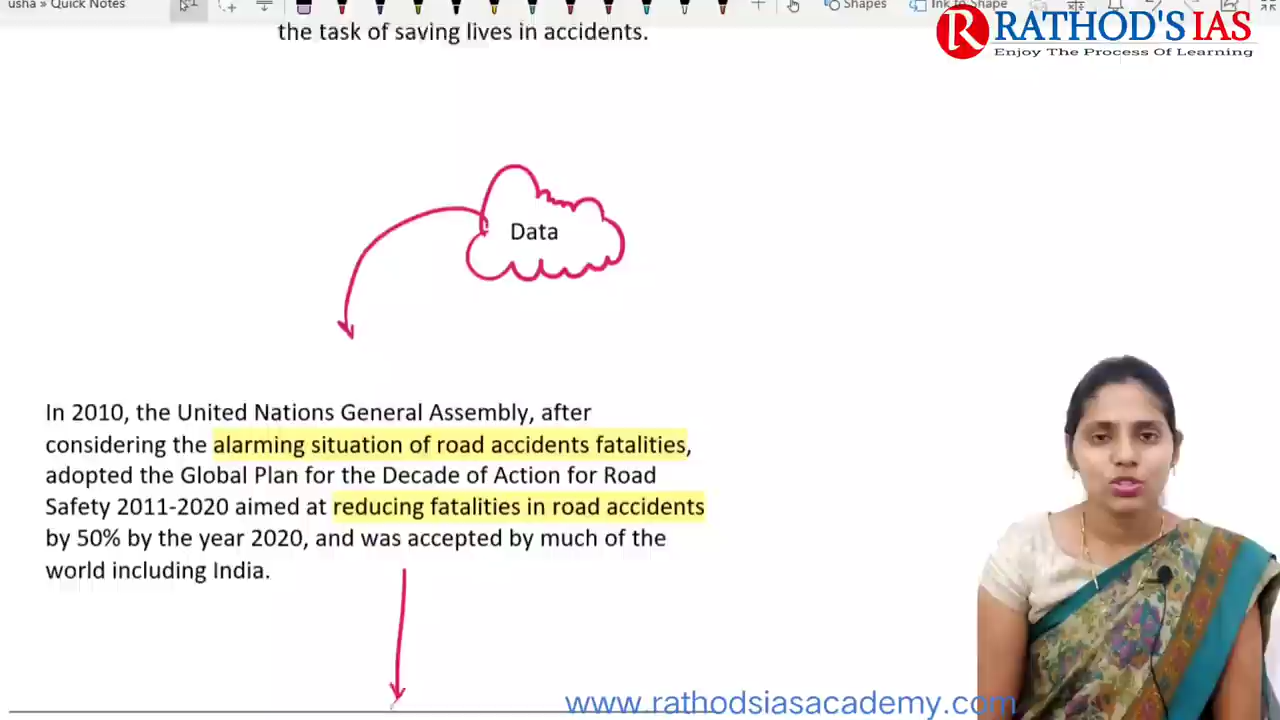 usha » Quick Notes
Shapes
Ink to Shape
RATHOD'S IAS
Enjoy The Process Of Learning
the task of saving lives in accidents.
Data
In 2010, the United Nations General Assembly, after
considering the alarming situation of road accidents fatalities,
adopted the Global Plan for the Decade of Action for Road
Safety 2011-2020 aimed at reducing fatalities in road accidents
by 50% by the year 2020, and was accepted by much of the
world including India.
www.rathodsiasacademy.com